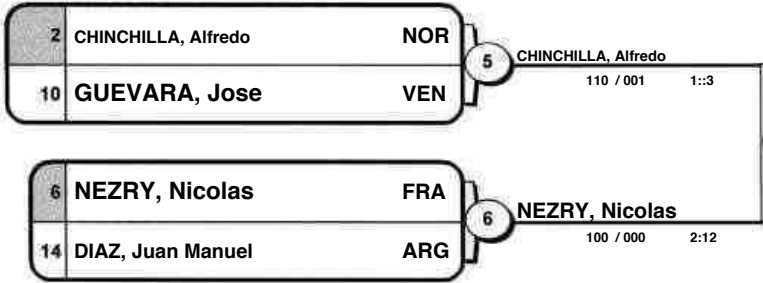 2 CHINCHILLA, Alfredo NOR
10 GUEVARA, Jose VEN
5 CHINCHILLA, Alfredo
110 / 001 1::3
6 NEZRY, Nicolas FRA
14 DIAZ, Juan Manuel ARG
6 NEZRY, Nicolas
100 / 000 2:12